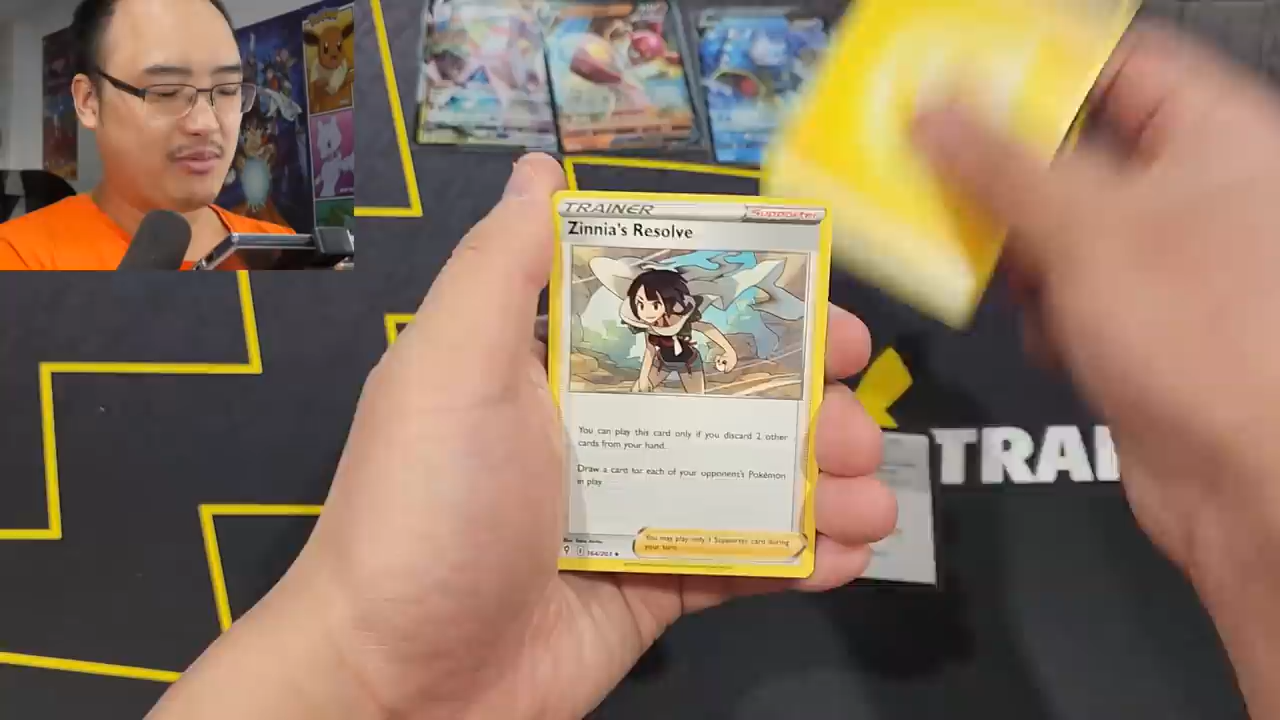 TRAINER
Supporter
Zinnia's Resolve
You can play this card only if you discard 2 other
cards from your hand.
Draw a card for each of your opponent's Pokémon
in play.
You may play only 1 Supporter card during
your turn.
164/203
TRAI